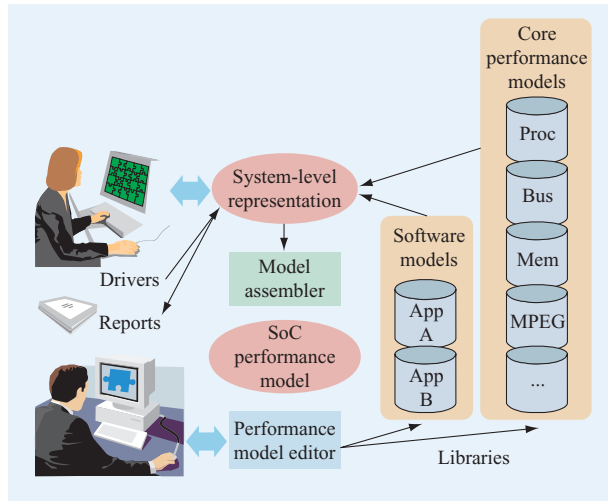 Core
performance
models
Proc
Bus
Mem
MPEG
...
System-level
representation
Software
models
App
A
App
B
Drivers
Reports
Model
assembler
SoC
performance
model
Performance
model editor
Libraries